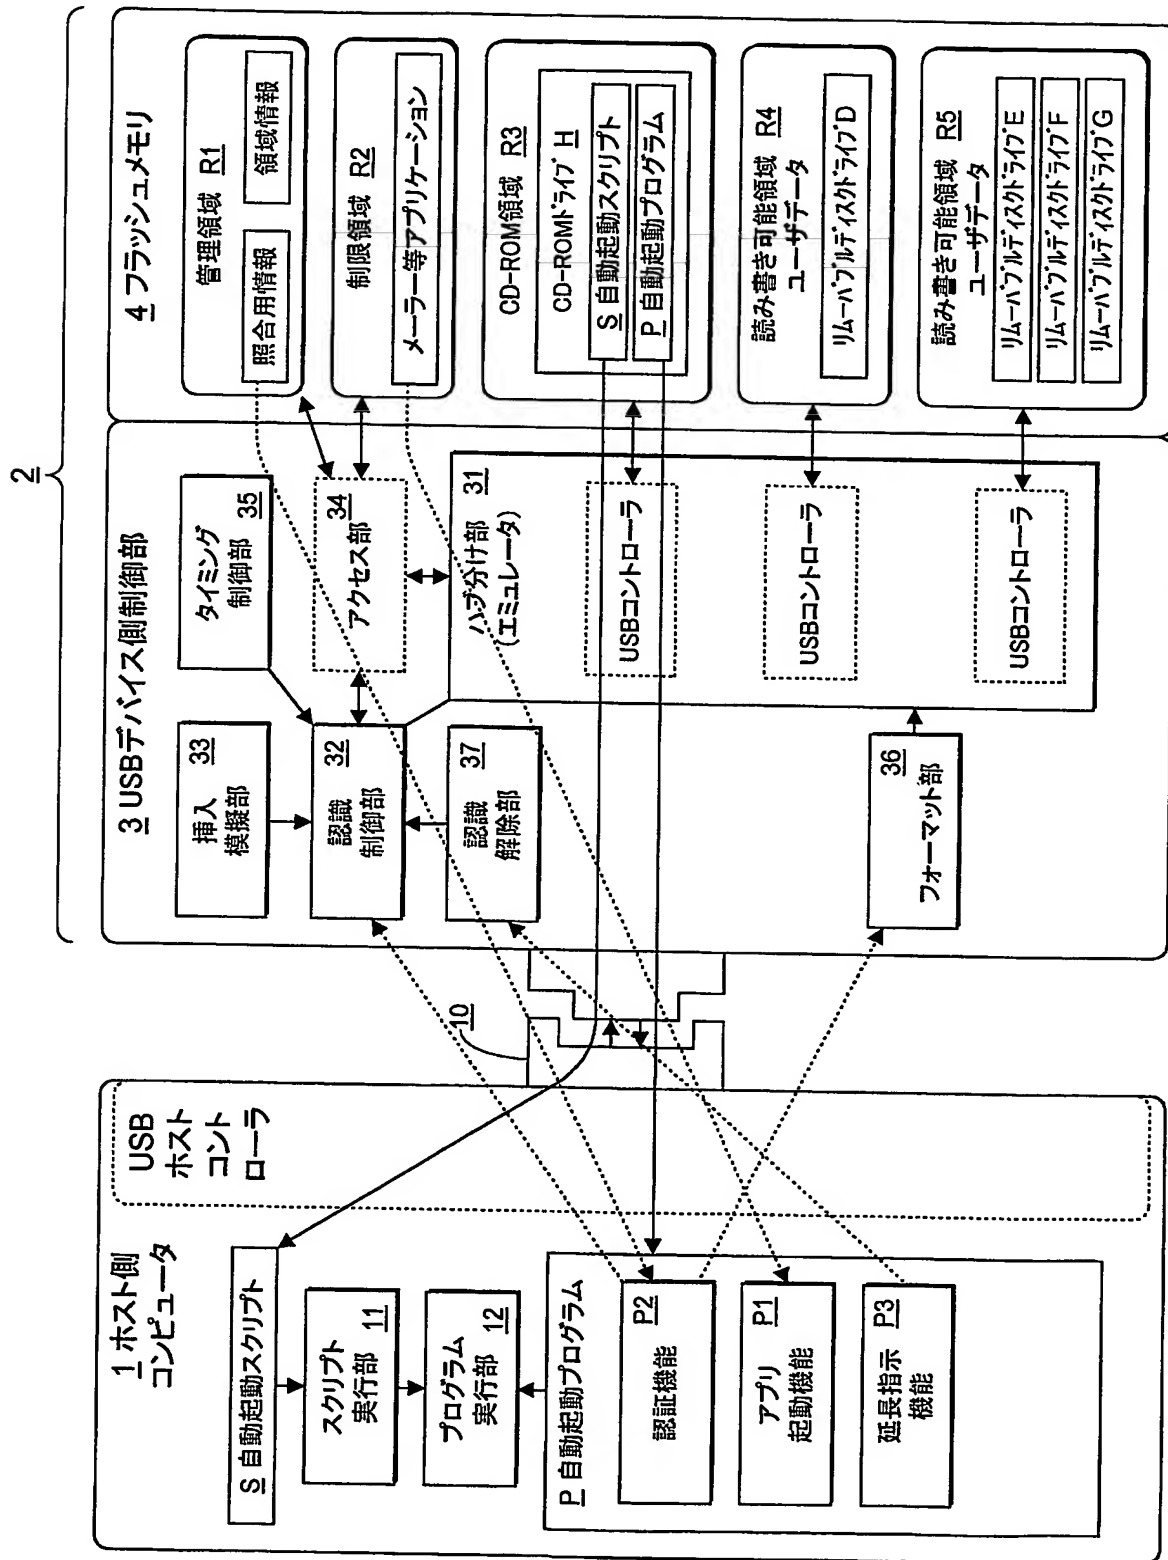 2
1 ホスト側
コンピュータ
S 自動起動スクリプト
スクリプト
実行部 11
プログラム
実行部 12
P 自動起動プログラム
P2
認証機能
P1
アプリ
起動機能
P3
延長指示
機能
USB
ホスト
コント
ローラ
10
3 USBデバイス側制御部
挿入
模擬部 33
認識
制御部 32
認識
解除部 37
タイミング
制御部 35
アクセス部 34
ハブ分け部 31
(エミュレータ)
USBコントローラ
USBコントローラ
USBコントローラ
フォーマット部 36
4 フラッシュメモリ
管理領域 R1
照合用情報
領域情報
制限領域 R2
メーラー等アプリケーション
CD-ROM領域 R3
CD-ROMドライブ H
S 自動起動スクリプト
P 自動起動プログラム
読み書き可能領域 R4
ユーザデータ
リムーバブルディスクドライブD
読み書き可能領域 R5
ユーザデータ
リムーバブルディスクドライブE
リムーバブルディスクドライブF
リムーバブルディスクドライブG